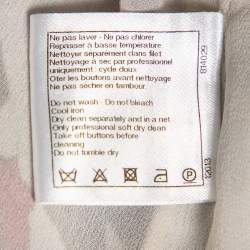 Ne pas laver - Ne pas chlorer
Repasser à basse température
Nettoyer séparement dans filet
Nettoyage à sec par professionnel
uniquement : cycle doux
Oter les boutons avant nettoyage
Ne pas sécher en tambour
Do not wash - Do not bleach
Cool iron
Dry clean separately and in a net
Only professional soft dry clean
Take off buttons before
cleaning
Do not tumble dry
P
814029